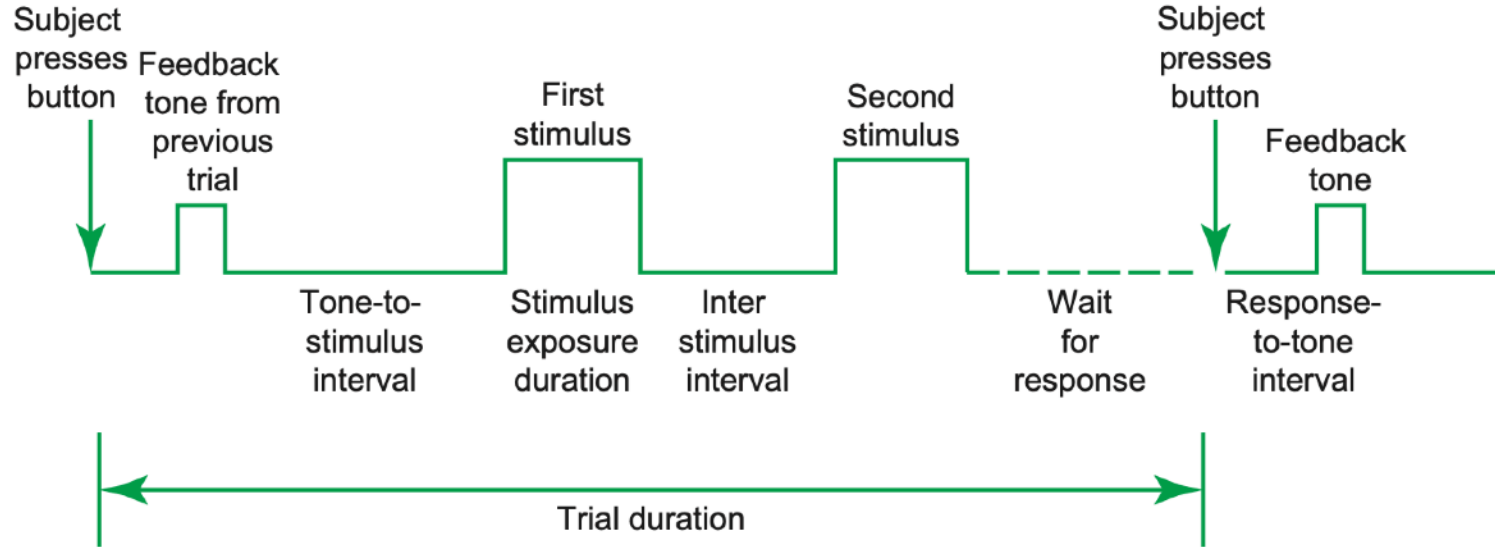 Subject
presses
button
Feedback
tone from
previous
trial
First
stimulus
Second
stimulus
Subject
presses
button
Feedback
tone
Tone-to-
stimulus
interval
Stimulus
exposure
duration
Inter
stimulus
interval
Wait
for
response
Response-
to-tone
interval
Trial duration